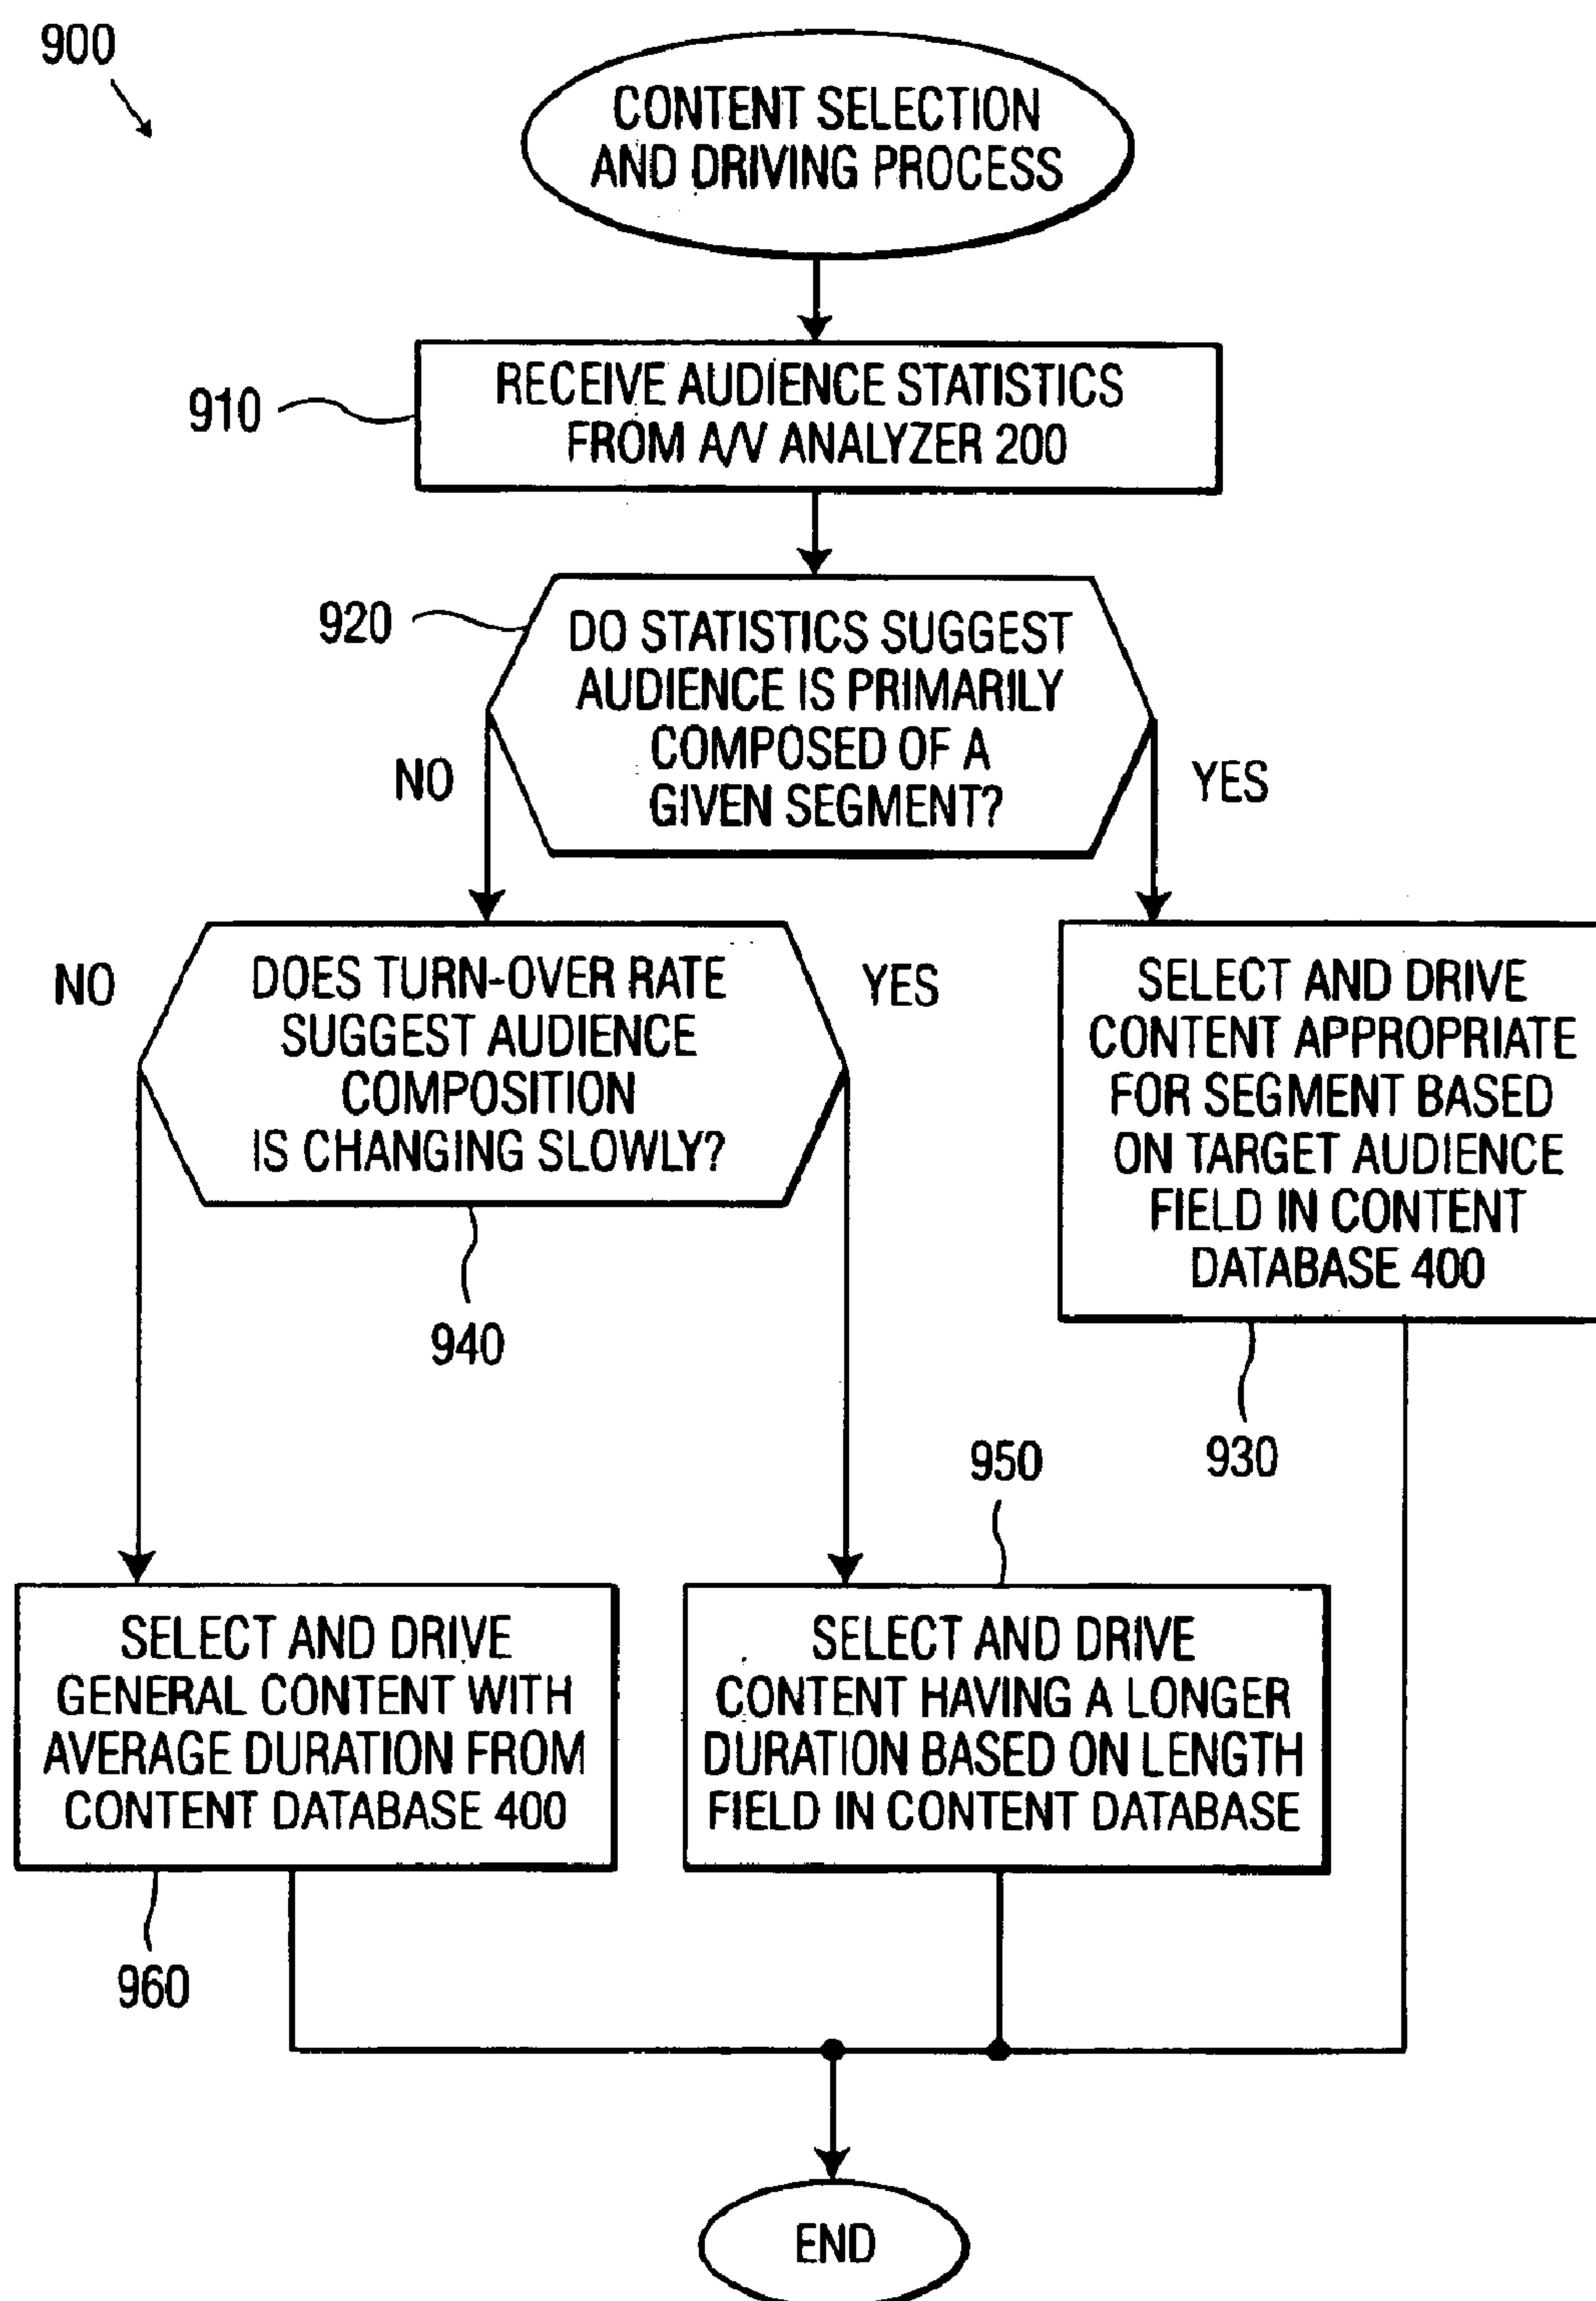 900
CONTENT SELECTION
AND DRIVING PROCESS
910
RECEIVE AUDIENCE STATISTICS
FROM A/V ANALYZER 200
920
DO STATISTICS SUGGEST
AUDIENCE IS PRIMARILY
COMPOSED OF A
GIVEN SEGMENT?
NO
YES
NO
DOES TURN-OVER RATE
SUGGEST AUDIENCE
COMPOSITION
IS CHANGING SLOWLY?
YES
940
SELECT AND DRIVE
CONTENT APPROPRIATE
FOR SEGMENT BASED
ON TARGET AUDIENCE
FIELD IN CONTENT
DATABASE 400
930
950
SELECT AND DRIVE
GENERAL CONTENT WITH
AVERAGE DURATION FROM
CONTENT DATABASE 400
960
SELECT AND DRIVE
CONTENT HAVING A LONGER
DURATION BASED ON LENGTH
FIELD IN CONTENT DATABASE
END